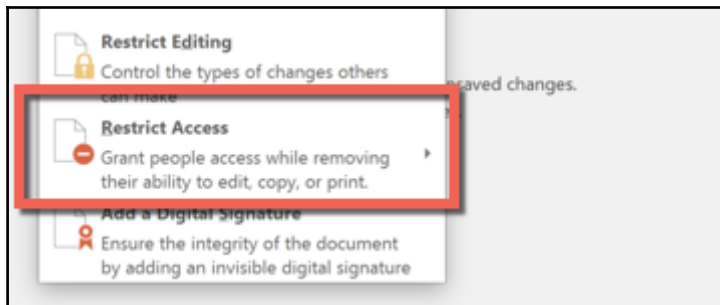 Restrict Editing
Control the types of changes others
can make
saved changes.
Restrict Access
Grant people access while removing
their ability to edit, copy, or print.
Add a Digital Signature
Ensure the integrity of the document
by adding an invisible digital signature